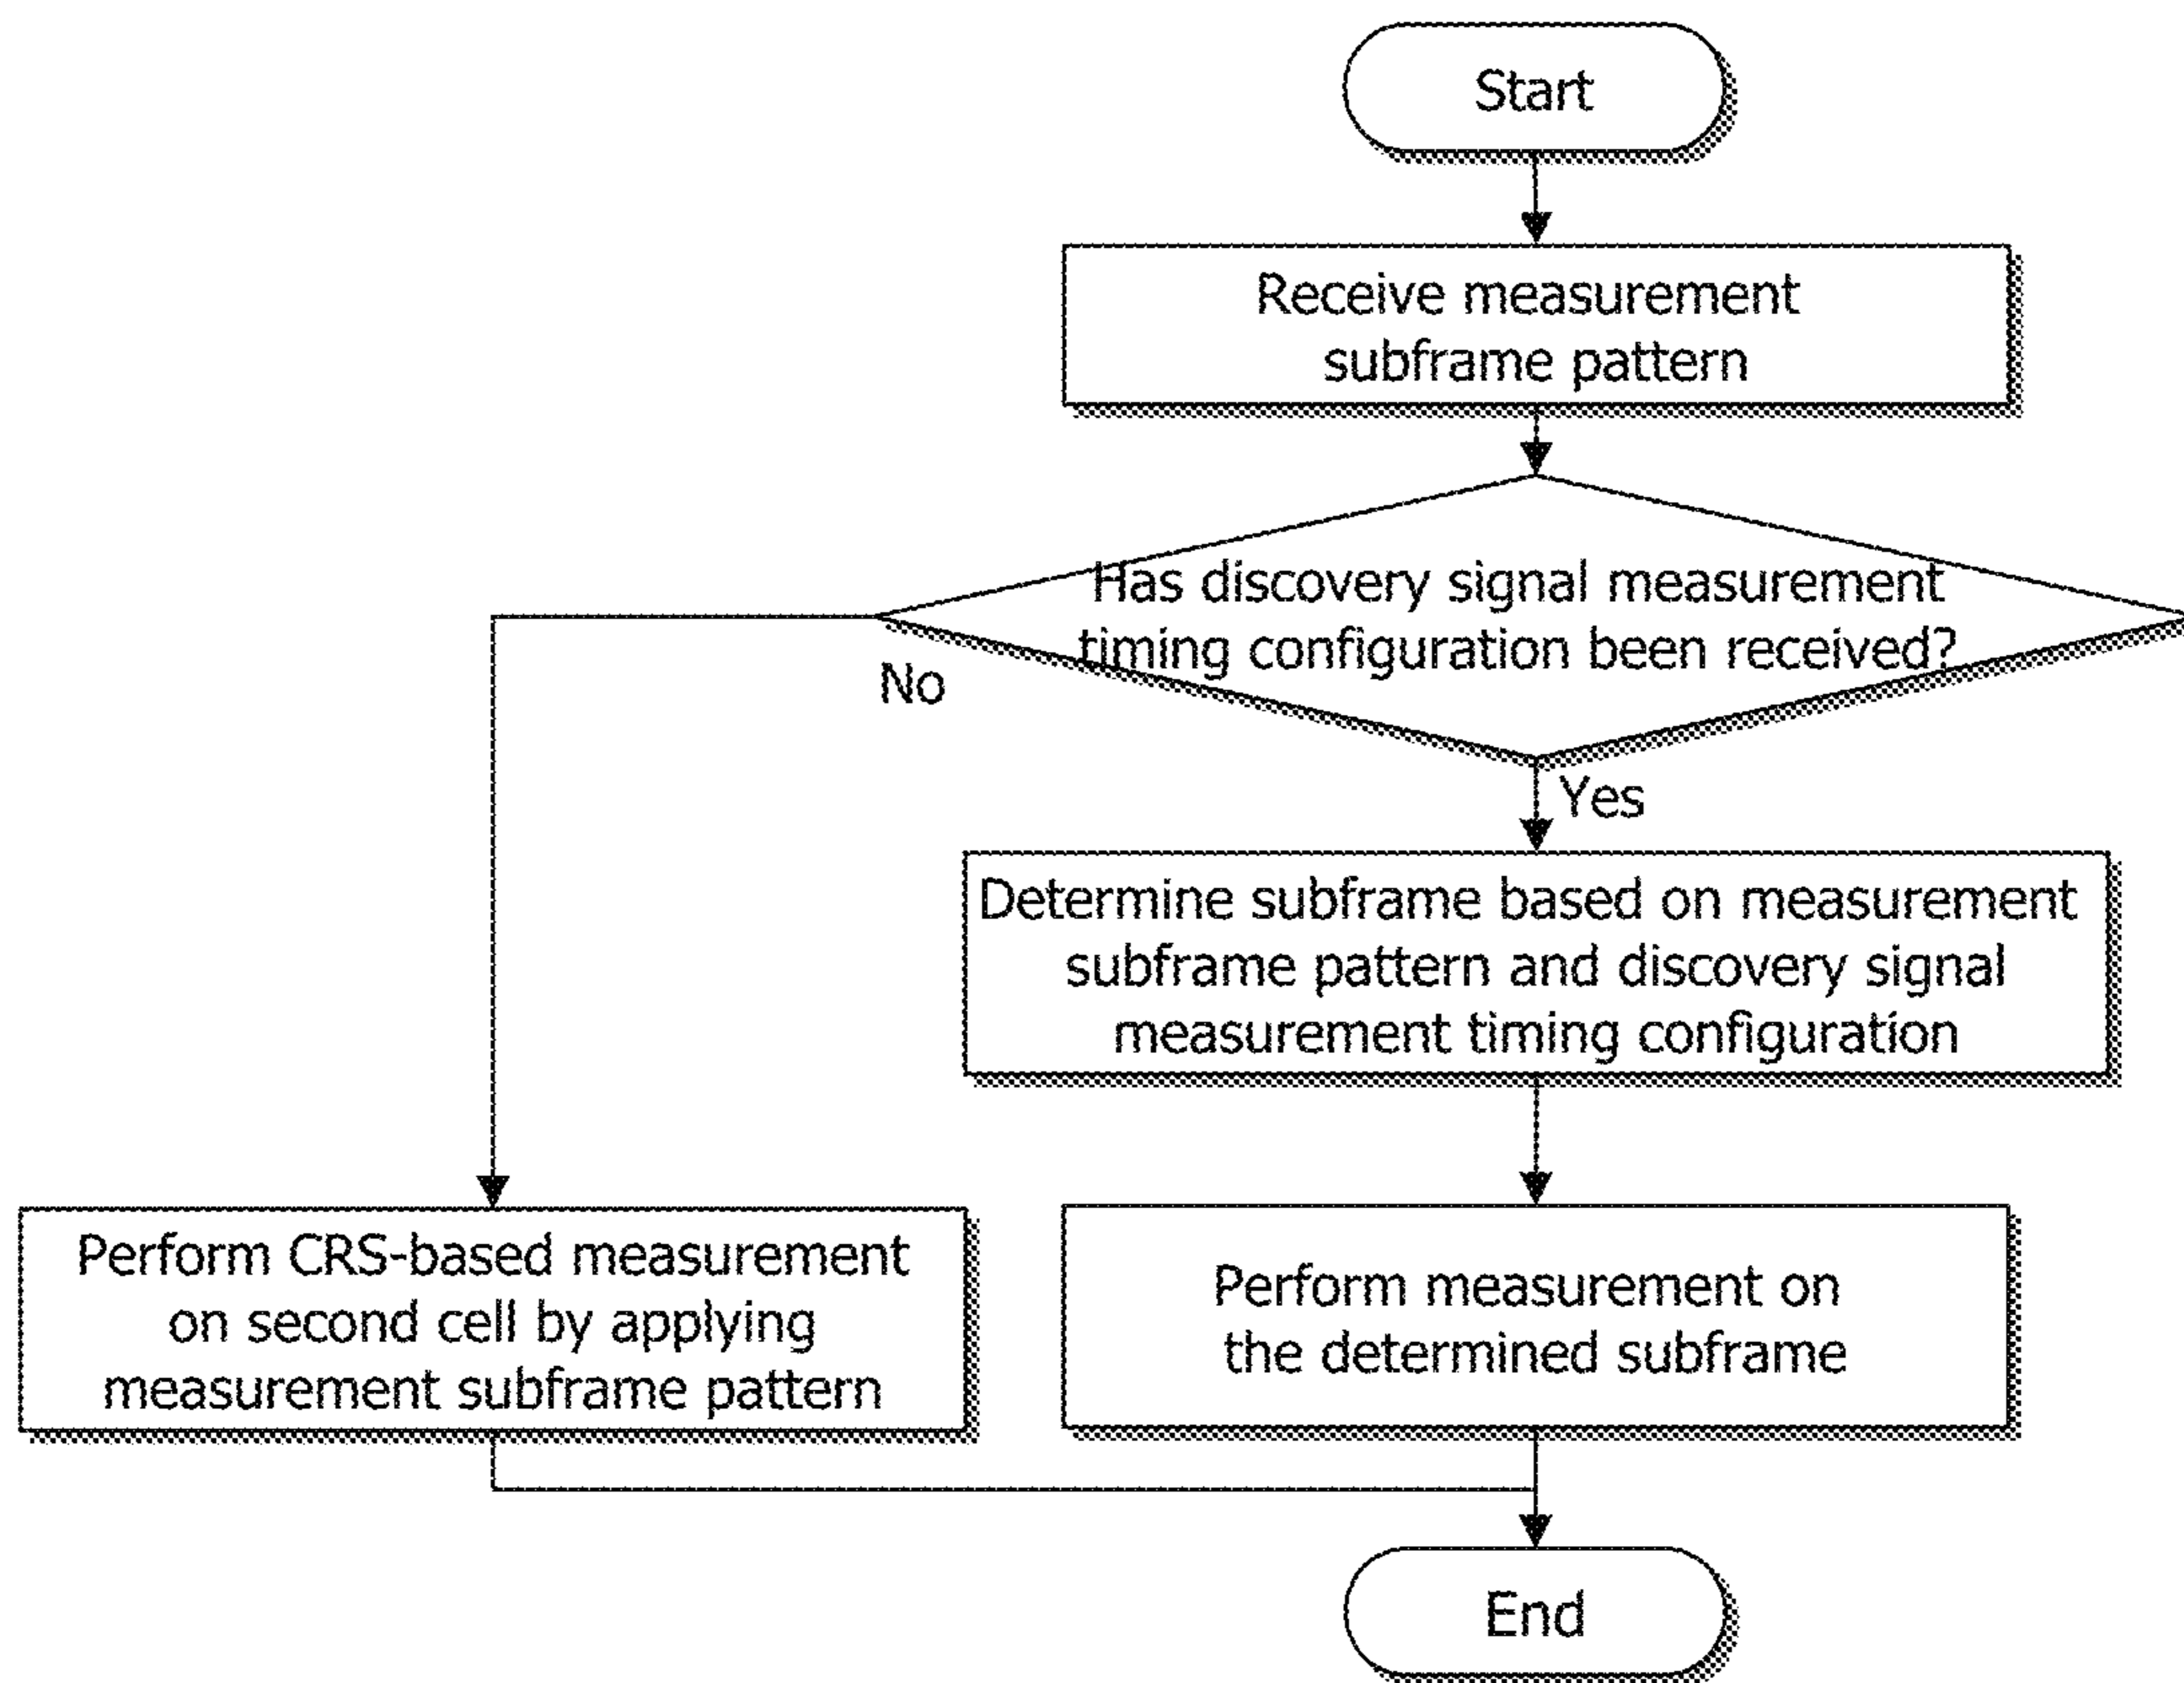 Start
Receive measurement
subframe pattern
Has discovery signal measurement
timing configuration been received?
No
Yes
Determine subframe based on measurement
subframe pattern and discovery signal
measurement timing configuration
Perform CRS-based measurement
on second cell by applying
measurement subframe pattern
Perform measurement on
the determined subframe
End